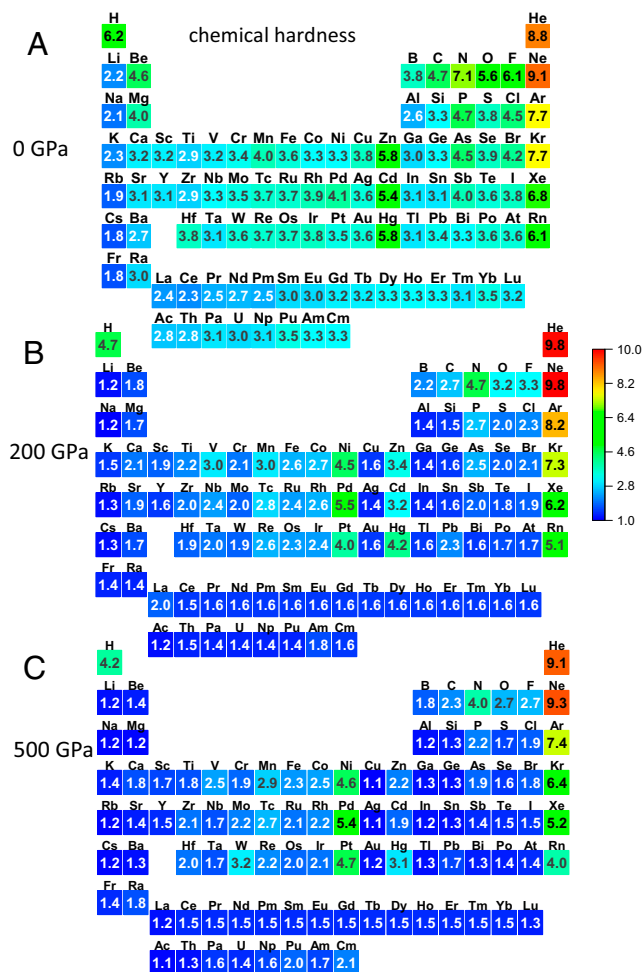 A
chemical hardness
0 GPa
H He
6.2 8.8
Li Be B C N O F Ne
2.2 4.6 3.8 4.7 7.1 5.6 6.1 9.1
Na Mg Al Si P S Cl Ar
2.1 4.0 2.6 3.3 4.7 3.8 4.5 7.7
K Ca Sc Ti V Cr Mn Fe Co Ni Cu Zn Ga Ge As Se Br Kr
2.3 3.2 3.2 2.9 3.2 3.4 4.0 3.6 3.3 3.3 3.8 5.8 3.0 3.3 4.5 3.9 4.2 7.7
Rb Sr Y Zr Nb Mo Tc Ru Rh Pd Ag Cd In Sn Sb Te I Xe
1.9 3.1 3.1 2.9 3.3 3.5 3.7 3.7 3.9 4.1 3.6 5.4 3.1 3.1 4.0 3.6 3.8 6.8
Cs Ba Hf Ta W Re Os Ir Pt Au Hg Tl Pb Bi Po At Rn
1.8 2.7 3.8 3.1 3.6 3.7 3.7 3.8 3.5 3.6 5.8 3.1 3.4 3.3 3.6 3.6 6.1
Fr Ra
1.8 3.0
La Ce Pr Nd Pm Sm Eu Gd Tb Dy Ho Er Tm Yb Lu
2.4 2.3 2.5 2.7 2.5 3.0 3.0 3.2 3.2 3.3 3.3 3.3 3.1 3.5 3.2
Ac Th Pa U Np Pu Am Cm
2.8 2.8 3.1 3.0 3.1 3.5 3.3 3.3
B
200 GPa
H He
4.7 9.8
Li Be B C N O F Ne
1.2 1.8 2.2 2.7 4.7 3.2 3.3 9.8
Na Mg Al Si P S Cl Ar
1.2 1.7 1.4 1.5 2.7 2.0 2.3 8.2
K Ca Sc Ti V Cr Mn Fe Co Ni Cu Zn Ga Ge As Se Br Kr
1.5 2.1 1.9 2.2 3.0 2.1 3.0 2.6 2.7 4.5 1.6 3.4 1.4 1.6 2.5 2.0 2.1 7.3
Rb Sr Y Zr Nb Mo Tc Ru Rh Pd Ag Cd In Sn Sb Te I Xe
1.3 1.9 1.6 2.0 2.4 2.0 2.8 2.4 2.6 5.5 1.4 3.2 1.4 1.6 2.0 1.8 1.9 6.2
Cs Ba Hf Ta W Re Os Ir Pt Au Hg Tl Pb Bi Po At Rn
1.3 1.7 1.9 2.0 1.9 2.6 2.3 2.4 4.0 1.6 4.2 1.6 2.3 1.6 1.7 1.7 5.1
Fr Ra
1.4 1.4
La Ce Pr Nd Pm Sm Eu Gd Tb Dy Ho Er Tm Yb Lu
2.0 1.5 1.6 1.6 1.6 1.6 1.6 1.6 1.6 1.6 1.6 1.6 1.6 1.6 1.6
Ac Th Pa U Np Pu Am Cm
1.2 1.5 1.4 1.4 1.4 1.4 1.8 1.6
10.0
8.2
6.4
4.6
2.8
1.0
C
500 GPa
H He
4.2 9.1
Li Be B C N O F Ne
1.2 1.4 1.8 2.3 4.0 2.7 2.7 9.3
Na Mg Al Si P S Cl Ar
1.2 1.2 1.2 1.3 2.2 1.7 1.9 7.4
K Ca Sc Ti V Cr Mn Fe Co Ni Cu Zn Ga Ge As Se Br Kr
1.4 1.8 1.7 1.8 2.5 1.9 2.9 2.3 2.5 4.6 1.1 2.2 1.3 1.3 1.9 1.6 1.8 6.4
Rb Sr Y Zr Nb Mo Tc Ru Rh Pd Ag Cd In Sn Sb Te I Xe
1.2 1.4 1.5 2.1 1.7 2.2 2.7 2.1 2.2 5.4 1.1 1.9 1.2 1.3 1.4 1.5 1.5 5.2
Cs Ba Hf Ta W Re Os Ir Pt Au Hg Tl Pb Bi Po At Rn
1.2 1.3 2.0 1.7 3.2 2.2 2.0 2.1 4.7 1.2 3.1 1.3 1.7 1.3 1.4 1.4 4.0
Fr Ra
1.4 1.8
La Ce Pr Nd Pm Sm Eu Gd Tb Dy Ho Er Tm Yb Lu
1.2 1.5 1.5 1.5 1.5 1.5 1.5 1.5 1.5 1.5 1.5 1.5 1.5 1.5 1.3
Ac Th Pa U Np Pu Am Cm
1.1 1.3 1.6 1.4 1.6 2.0 1.7 2.1